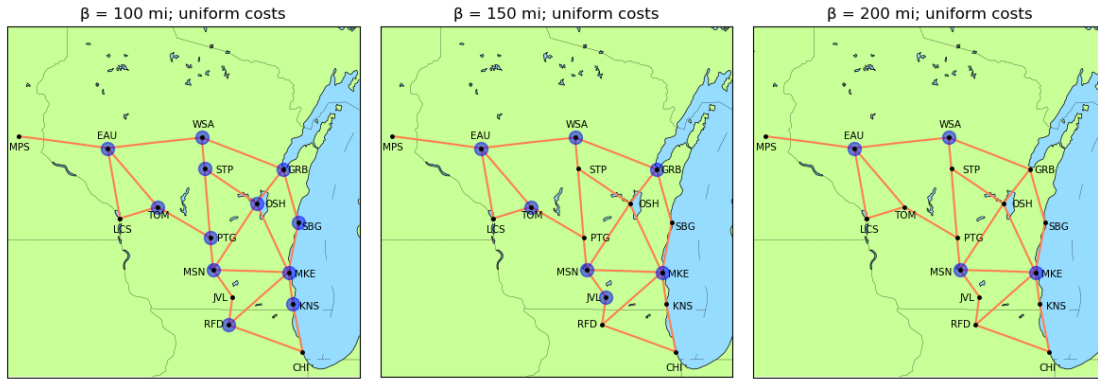 β = 100 mi; uniform costs
MPS
EAU
WSA
STP
GRB
TOM
OSH
LCS
PTG
SBG
MSN
MKE
JVL
KNS
RFD
CHI
β = 150 mi; uniform costs
MPS
EAU
WSA
STP
GRB
TOM
OSH
LCS
PTG
SBG
MSN
MKE
JVL
KNS
RFD
CHI
β = 200 mi; uniform costs
MPS
EAU
WSA
STP
GRB
TOM
OSH
LCS
PTG
SBG
MSN
MKE
JVL
KNS
RFD
CHI